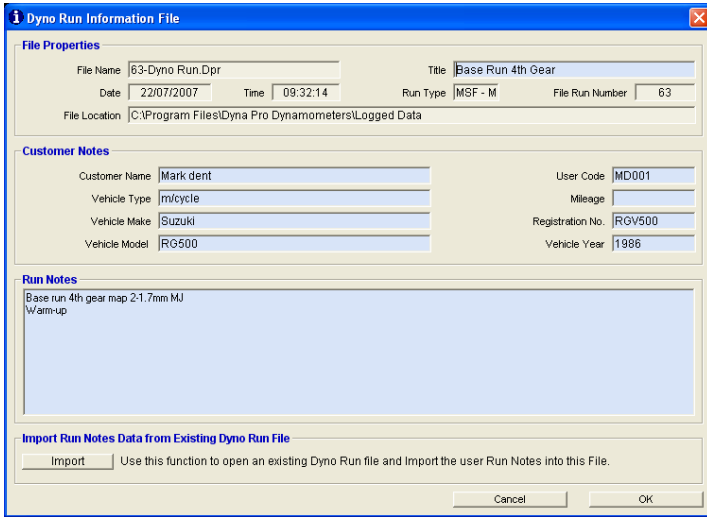 Dyno Run Information File
File Properties
File Name 63-Dyno Run.Dpr Title Base Run 4th Gear
Date 22/07/2007 Time 09:32:14 Run Type MSF - M File Run Number 63
File Location C:\Program Files\Dyna Pro Dynamometers\Logged Data
Customer Notes
Customer Name Mark dent User Code MD001
Vehicle Type m/cycle Mileage
Vehicle Make Suzuki Registration No. RGV500
Vehicle Model RG500 Vehicle Year 1986
Run Notes
Base run 4th gear map 2-1.7mm MJ
Warm-up
Import Run Notes Data from Existing Dyno Run File
Import Use this function to open an existing Dyno Run file and Import the user Run Notes into this File.
Cancel OK